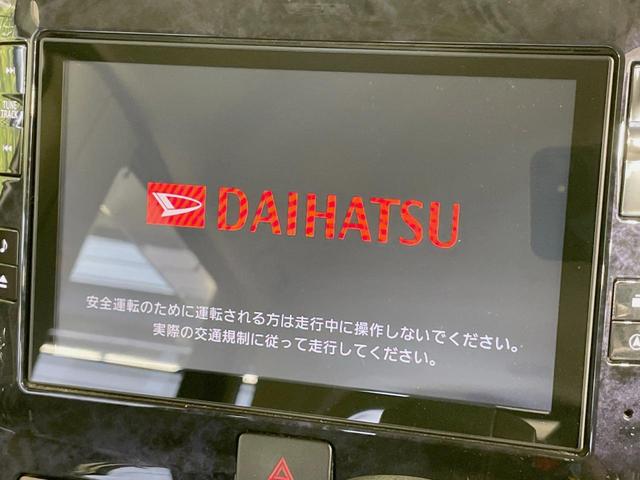 TUNE
TRACK
DAIHATSU
安全運転のために運転される方は走行中に操作しないでください。
実際の交通規制に従って走行してください。